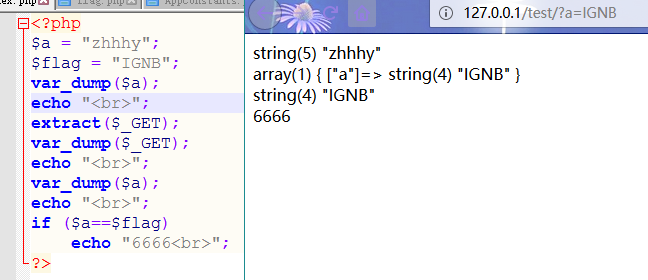 ex.php
flag.php
AppConstants.
<?php
$a = "zhhhy";
$flag = "IGNB";
var_dump($a);
echo "<br>";
extract($_GET);
var_dump($_GET);
echo "<br>";
var_dump($a);
echo "<br>";
if ($a==$flag)
    echo "6666<br>";
?>
127.0.0.1/test/?a=IGNB
string(5) "zhhhy"
array(1) { ["a"]=> string(4) "IGNB" }
string(4) "IGNB"
6666